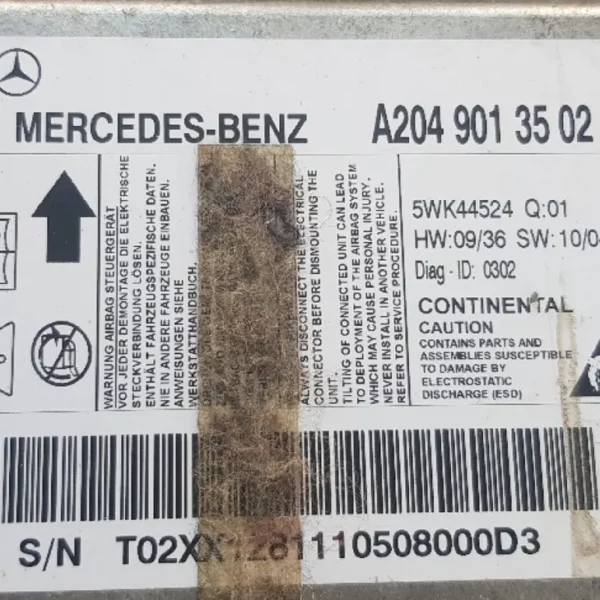 MERCEDES-BENZ
A204 901 35 02
WARNUNG AIRBAG STEUERGERÄT
VOR JEDER DEMONTAGE DIE ELEKTRISCHE
STECKVERBINDUNG LÖSEN.
ENTHÄLT FAHRZEUGSPEZIFISCHE DATEN.
NIE IN ANDERE FAHRZEUGE EINBAUEN.
ANWEISUNGEN SIEHE
WERKSTATTHANDBUCH.
ALWAYS DISCONNECT THE ELECTRICAL
CONNECTOR BEFORE DISMOUNTING THE
UNIT.
TILTING OF CONNECTED UNIT CAN LEAD
TO DEPLOYMENT OF THE AIRBAG SYSTEM
WHICH MAY CAUSE PERSONAL INJURY.
NEVER INSTALL IN ANOTHER VEHICLE.
REFER TO SERVICE PROCEDURE.
5WK44524 Q:01
HW:09/36 SW:10/0
Diag - ID: 0302
CONTINENTAL
CAUTION
CONTAINS PARTS AND
ASSEMBLIES SUSCEPTIBLE
TO DAMAGE BY
ELECTROSTATIC
DISCHARGE (ESD)
S/N T02XX1281110508000D3